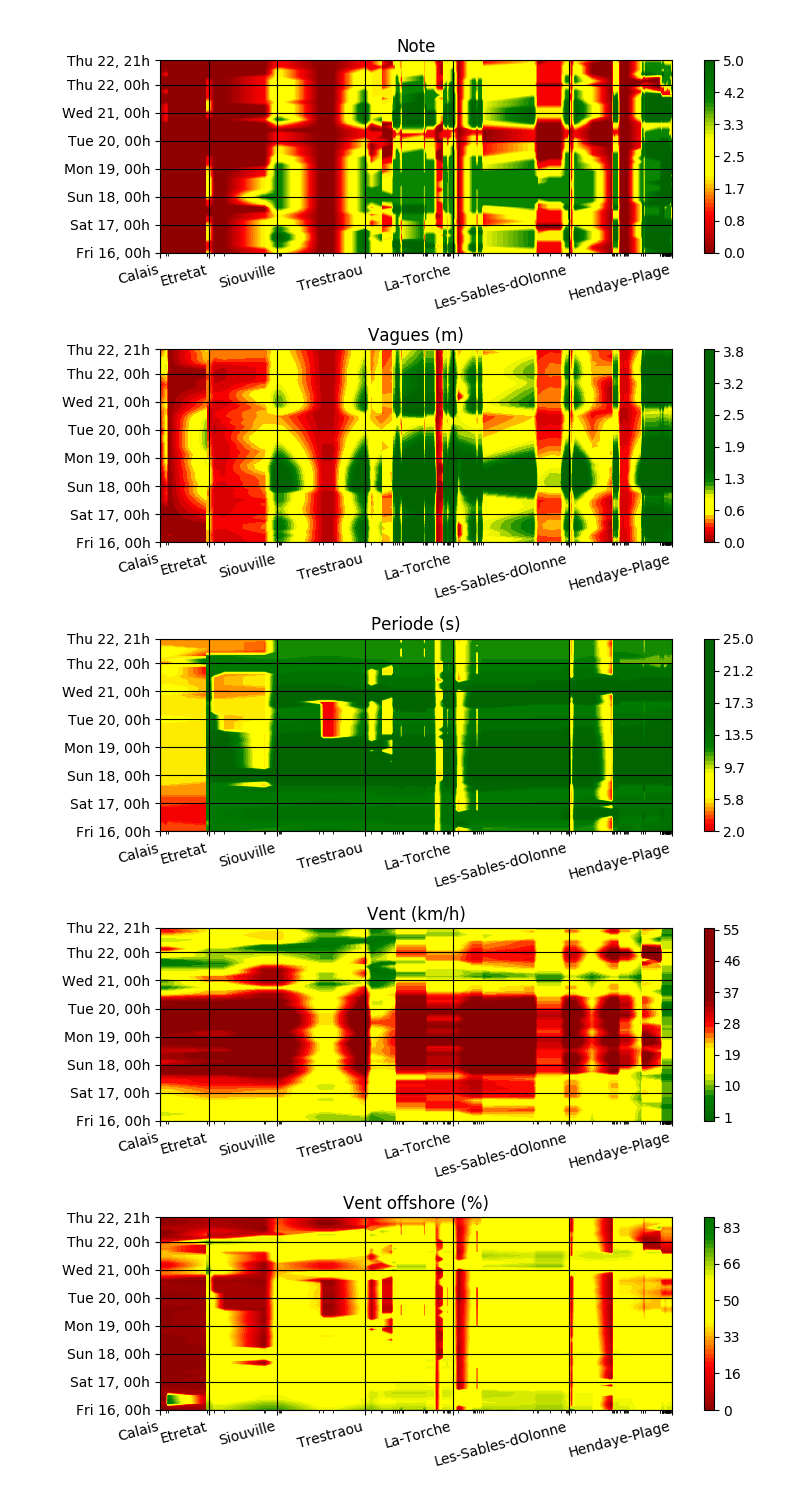 Note
Thu 22, 21h
Thu 22, 00h
Wed 21, 00h
Tue 20, 00h
Mon 19, 00h
Sun 18, 00h
Sat 17, 00h
Fri 16, 00h
Calais Etretat Siouville Trestraou La-Torche Les-Sables-dOlonne Hendaye-Plage
5.0
4.2
3.3
2.5
1.7
0.8
0.0
Vagues (m)
Thu 22, 21h
Thu 22, 00h
Wed 21, 00h
Tue 20, 00h
Mon 19, 00h
Sun 18, 00h
Sat 17, 00h
Fri 16, 00h
Calais Etretat Siouville Trestraou La-Torche Les-Sables-dOlonne Hendaye-Plage
3.8
3.2
2.5
1.9
1.3
0.6
0.0
Periode (s)
Thu 22, 21h
Thu 22, 00h
Wed 21, 00h
Tue 20, 00h
Mon 19, 00h
Sun 18, 00h
Sat 17, 00h
Fri 16, 00h
Calais Etretat Siouville Trestraou La-Torche Les-Sables-dOlonne Hendaye-Plage
25.0
21.2
17.3
13.5
9.7
5.8
2.0
Vent (km/h)
Thu 22, 21h
Thu 22, 00h
Wed 21, 00h
Tue 20, 00h
Mon 19, 00h
Sun 18, 00h
Sat 17, 00h
Fri 16, 00h
Calais Etretat Siouville Trestraou La-Torche Les-Sables-dOlonne Hendaye-Plage
55
46
37
28
19
10
1
Vent offshore (%)
Thu 22, 21h
Thu 22, 00h
Wed 21, 00h
Tue 20, 00h
Mon 19, 00h
Sun 18, 00h
Sat 17, 00h
Fri 16, 00h
Calais Etretat Siouville Trestraou La-Torche Les-Sables-dOlonne Hendaye-Plage
83
66
50
33
16
0